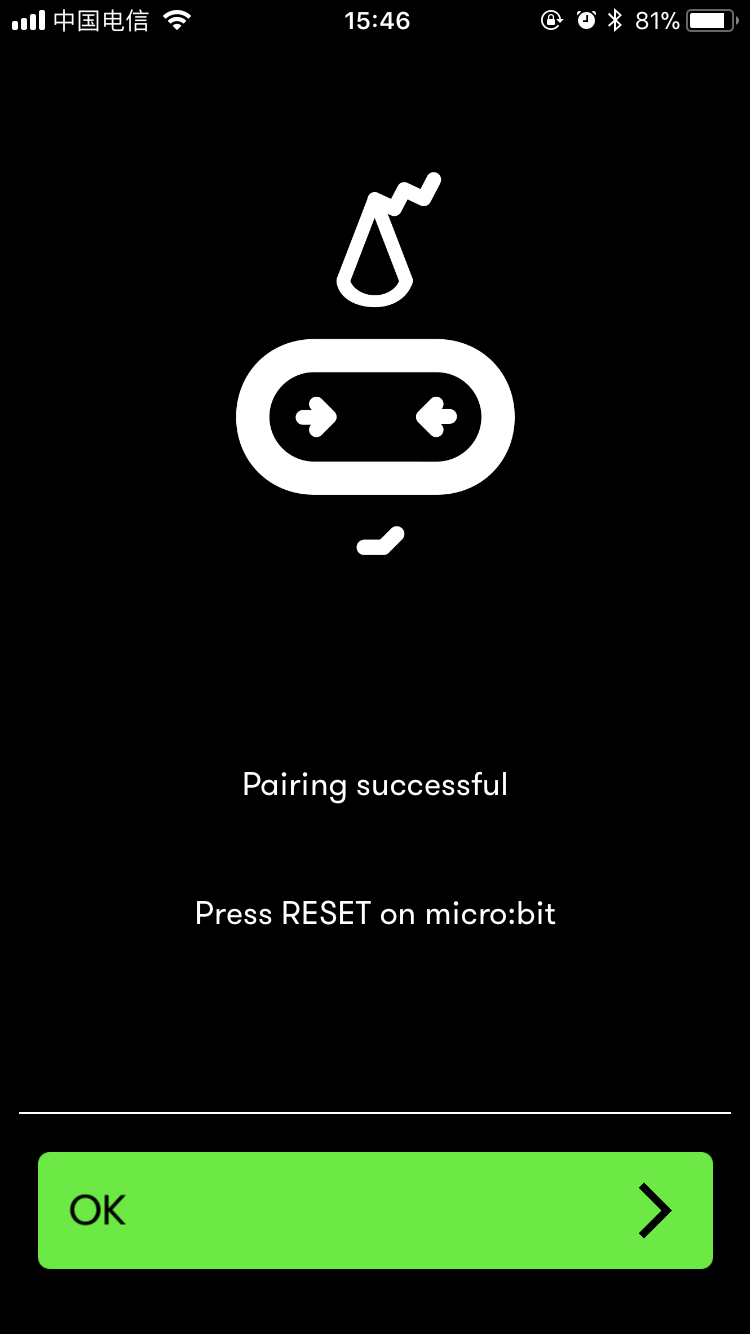 中国电信 15:46 81%
Pairing successful
Press RESET on micro:bit
OK